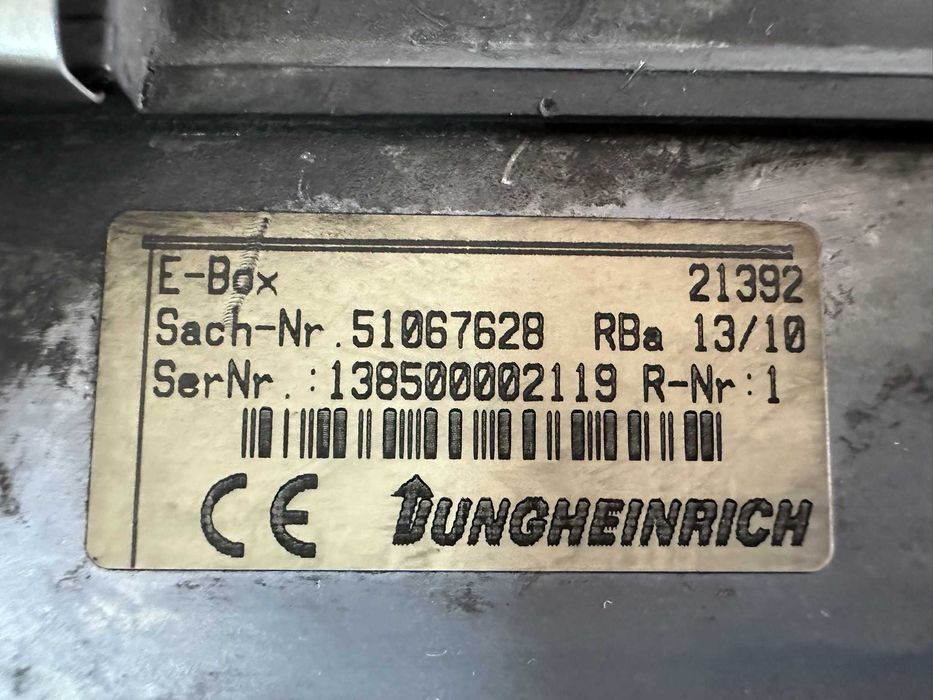 E-Box 21392
Sach-Nr.51067628 RBa 13/10
SerNr.:138500002119 R-Nr:1
CE JUNGHEINRICH